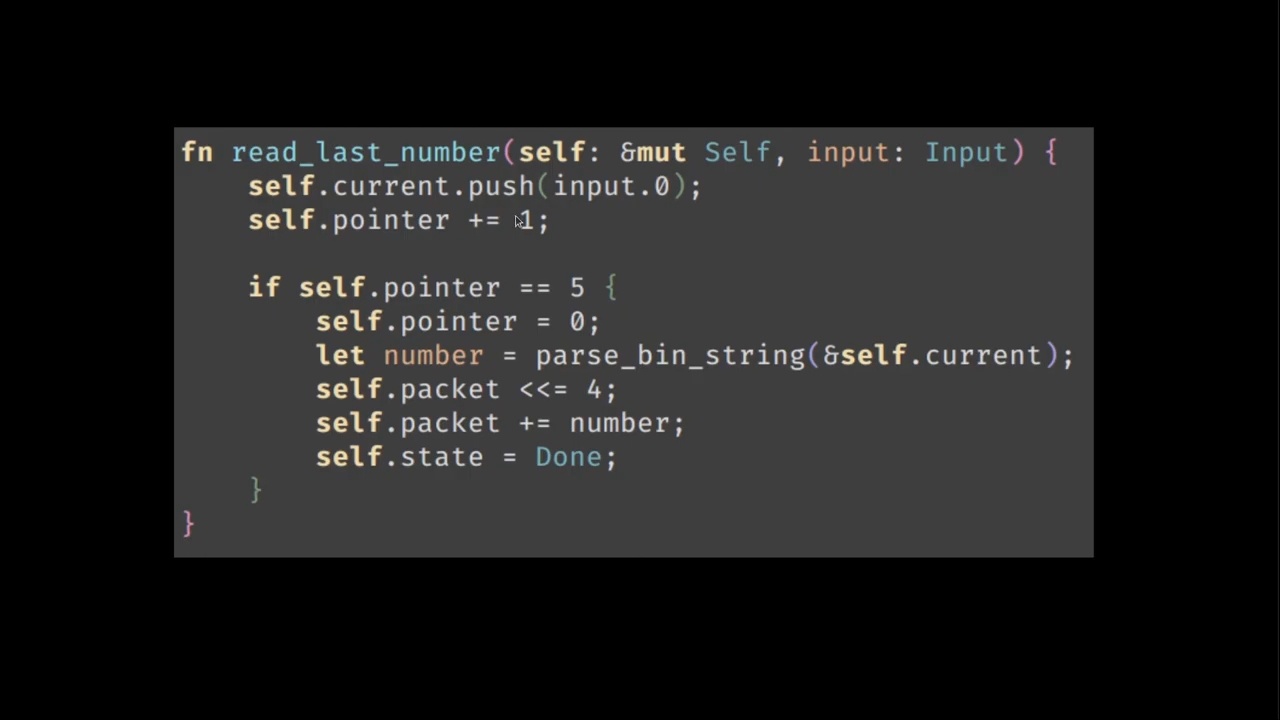 fn read_last_number(self: &mut Self, input: Input) {
    self.current.push(input.0);
    self.pointer += 1;
    if self.pointer == 5 {
        self.pointer = 0;
        let number = parse_bin_string(&self.current);
        self.packet <<= 4;
        self.packet += number;
        self.state = Done;
    }
}